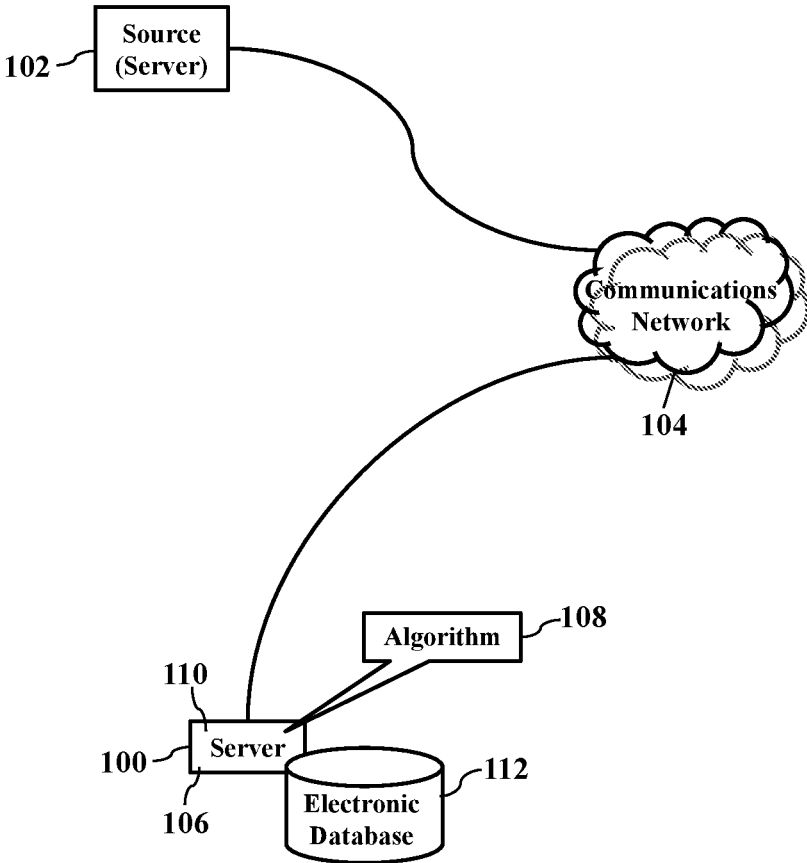 Source
(Server)
102
Communications
Network
104
Algorithm
108
110
Server
100
106
112
Electronic
Database